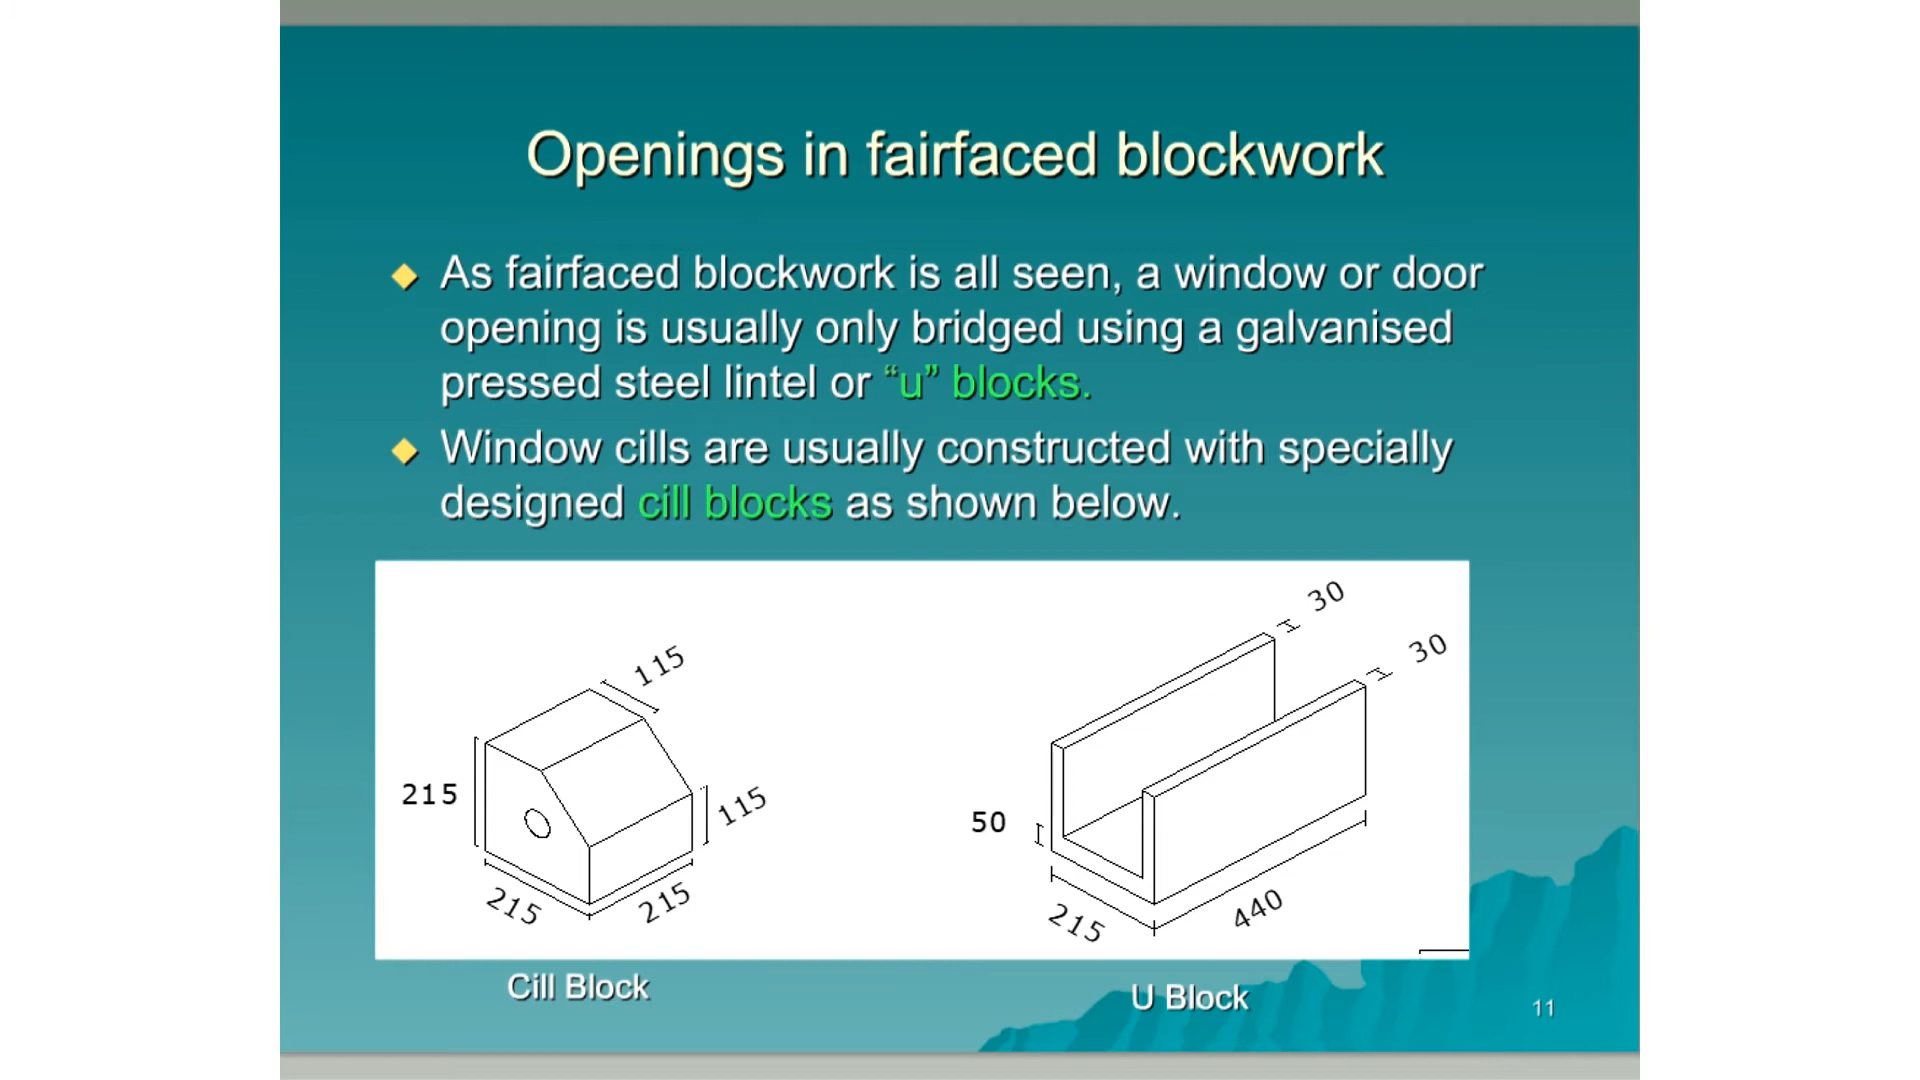 Openings in fairfaced blockwork
As fairfaced blockwork is all seen, a window or door
opening is usually only bridged using a galvanised
pressed steel lintel or “u” blocks.
Window cills are usually constructed with specially
designed cill blocks as shown below.
115
215
115
215
215
30
30
50
215
440
Cill Block
U Block
11